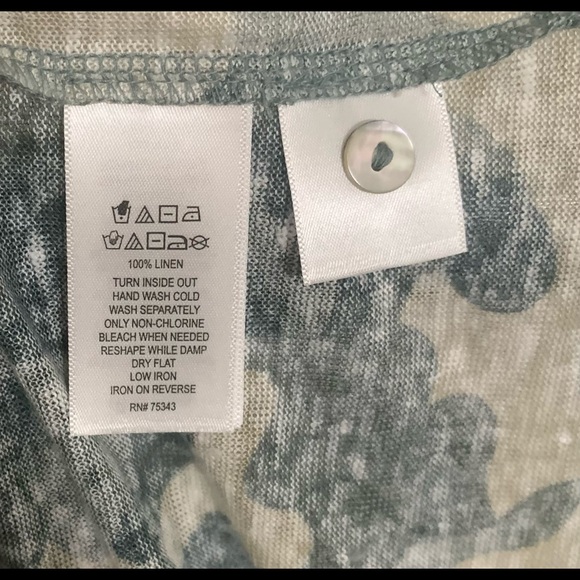 100% LINEN
TURN INSIDE OUT
HAND WASH COLD
WASH SEPARATELY
ONLY NON-CHLORINE
BLEACH WHEN NEEDED
RESHAPE WHILE DAMP
DRY FLAT
LOW IRON
IRON ON REVERSE
RN# 75343